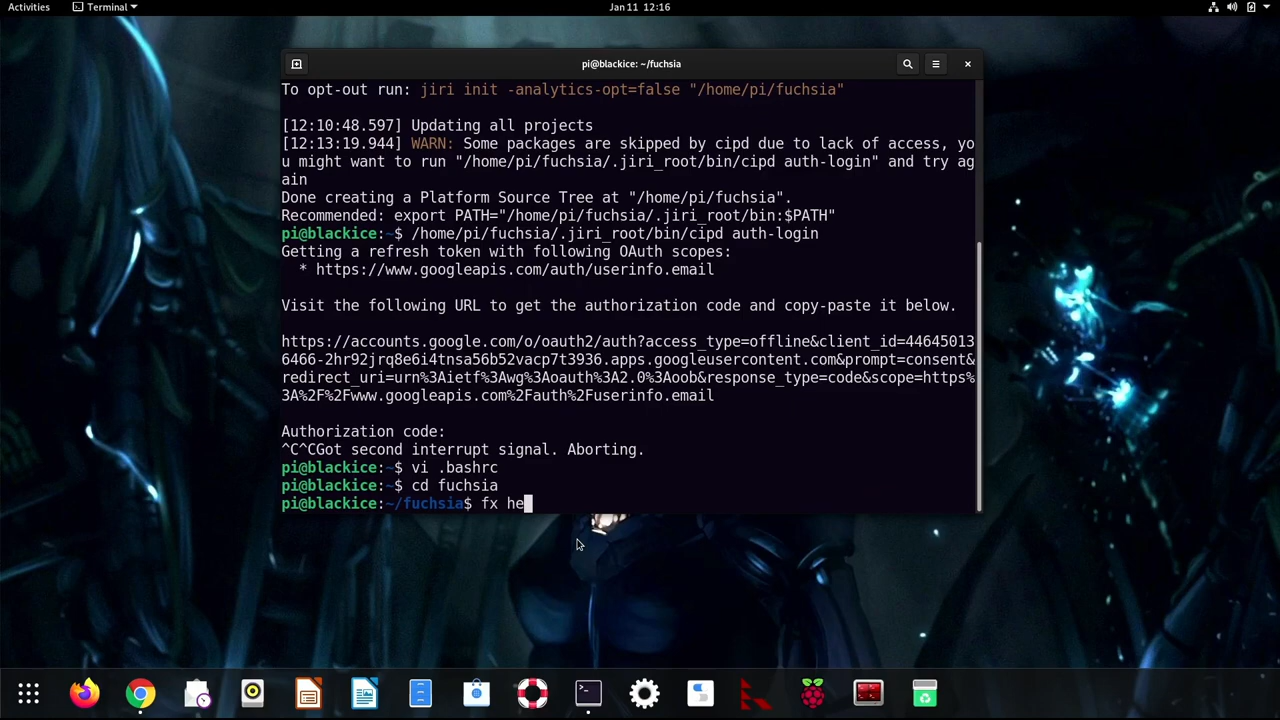 Activities Terminal Jan 11 12:16
pi@blackice: ~/fuchsia
To opt-out run: jiri init -analytics-opt=false "/home/pi/fuchsia"
[12:10:48.597] Updating all projects
[12:13:19.944] WARN: Some packages are skipped by cipd due to lack of access, yo
u might want to run "/home/pi/fuchsia/.jiri_root/bin/cipd auth-login" and try ag
ain
Done creating a Platform Source Tree at "/home/pi/fuchsia".
Recommended: export PATH="/home/pi/fuchsia/.jiri_root/bin:$PATH"
pi@blackice:~$ /home/pi/fuchsia/.jiri_root/bin/cipd auth-login
Getting a refresh token with following OAuth scopes:
* https://www.googleapis.com/auth/userinfo.email
Visit the following URL to get the authorization code and copy-paste it below.
https://accounts.google.com/o/oauth2/auth?access_type=offline&client_id=44645013
6466-2hr92jrq8e6i4tnsa56b52vacp7t3936.apps.googleusercontent.com&prompt=consent&
redirect_uri=urn%3Aietf%3Awg%3Aoauth%3A2.0%3Aoob&response_type=code&scope=https%
3A%2F%2Fwww.googleapis.com%2Fauth%2Fuserinfo.email
Authorization code:
^C^CGot second interrupt signal. Aborting.
pi@blackice:~$ vi .bashrc
pi@blackice:~$ cd fuchsia
pi@blackice:~/fuchsia$ fx he